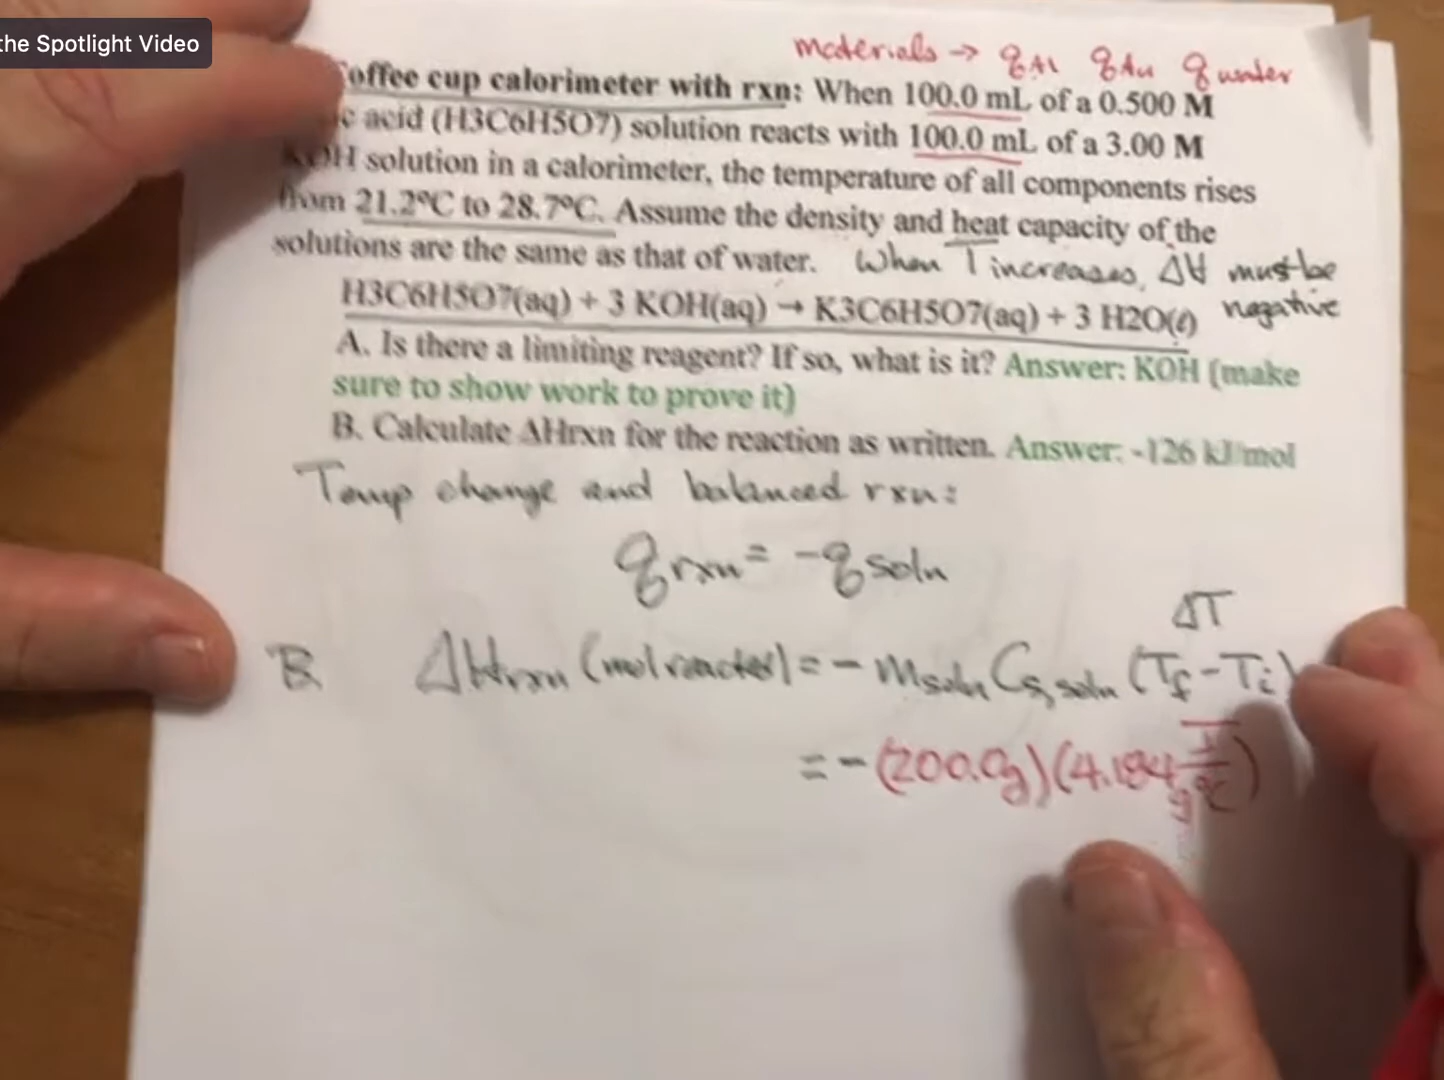 the Spotlight Video
materials → qAl qAu qwater
offee cup calorimeter with rxn: When 100.0 mL of a 0.500 M
c acid (H3C6H5O7) solution reacts with 100.0 mL of a 3.00 M
KOH solution in a calorimeter, the temperature of all components rises
from 21.2ºC to 28.7ºC. Assume the density and heat capacity of the
solutions are the same as that of water. When T increases, ΔH must be
negative
H3C6H5O7(aq) + 3 KOH(aq) → K3C6H5O7(aq) + 3 H2O(ℓ)
A. Is there a limiting reagent? If so, what is it? Answer: KOH (make
sure to show work to prove it)
B. Calculate ΔHrxn for the reaction as written. Answer: -126 kJ/mol
Temp change and balanced rxn:
qrxn = -qsoln
ΔT
B. ΔHrxn (mol reacted) = - msoln Cs,soln (Tf - Ti)
= - (200.0g)(4.184 J/g°C)